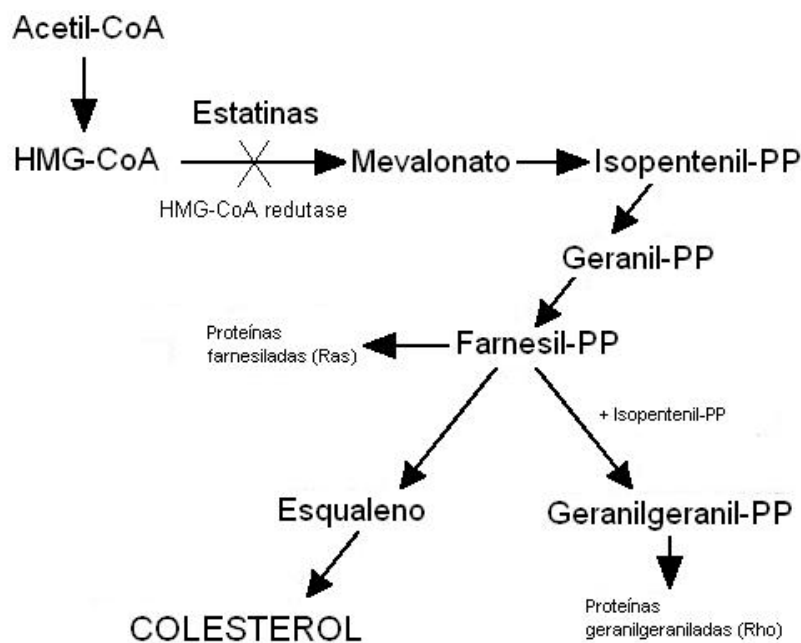 Acetil-CoA
Estatinas
HMG-CoA
Mevalonato
Isopentenil-PP
HMG-CoA redutase
Geranil-PP
Proteínas
farnesiladas (Ras)
Farnesil-PP
+ Isopentenil-PP
Esqualeno
Geranilgeranil-PP
COLESTEROL
Proteínas
geranilgeraniladas (Rho)